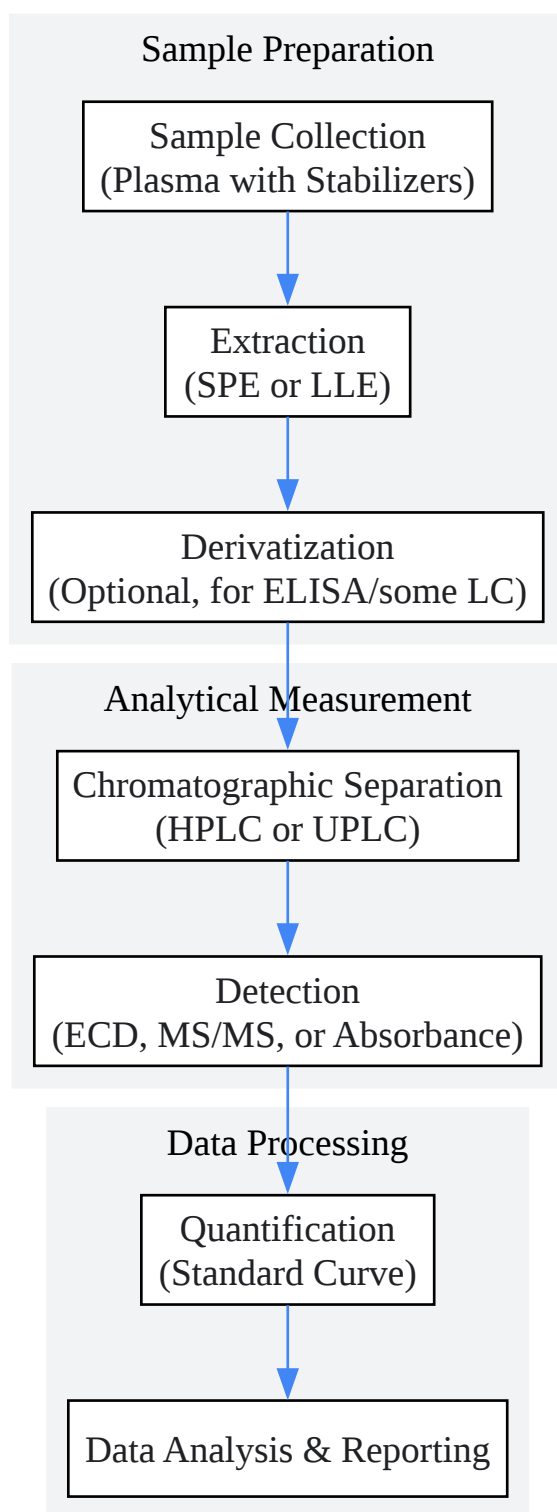 Sample Preparation
Sample Collection
(Plasma with Stabilizers)
Extraction
(SPE or LLE)
Derivatization
(Optional, for ELISA/some LC)
Analytical Measurement
Chromatographic Separation
(HPLC or UPLC)
Detection
(ECD, MS/MS, or Absorbance)
Data Processing
Quantification
(Standard Curve)
Data Analysis & Reporting